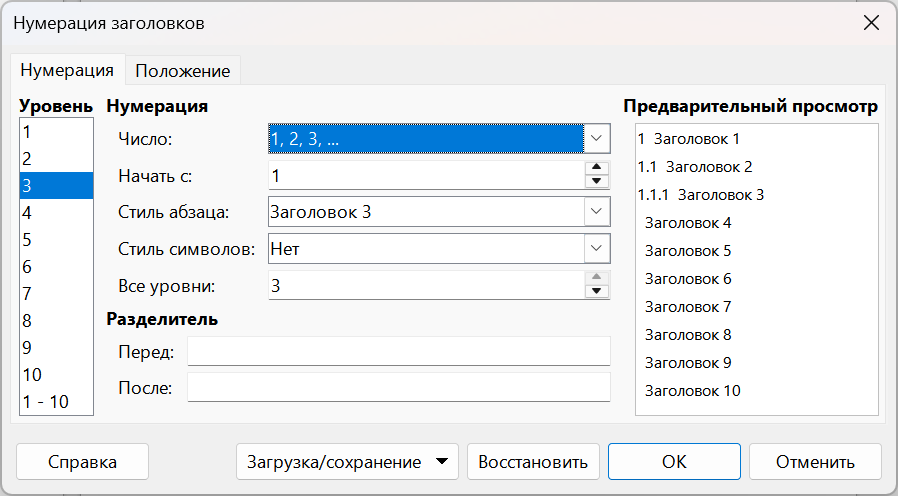 Нумерация заголовков
Нумерация Положение
Уровень
1
2
3
4
5
6
7
8
9
10
1 - 10
Нумерация
Число: 1, 2, 3, ...
Начать с: 1
Стиль абзаца: Заголовок 3
Стиль символов: Нет
Все уровни: 3
Разделитель
Перед:
После:
Предварительный просмотр
1 Заголовок 1
1.1 Заголовок 2
1.1.1 Заголовок 3
Заголовок 4
Заголовок 5
Заголовок 6
Заголовок 7
Заголовок 8
Заголовок 9
Заголовок 10
Справка Загрузка/сохранение Восстановить ОК Отменить